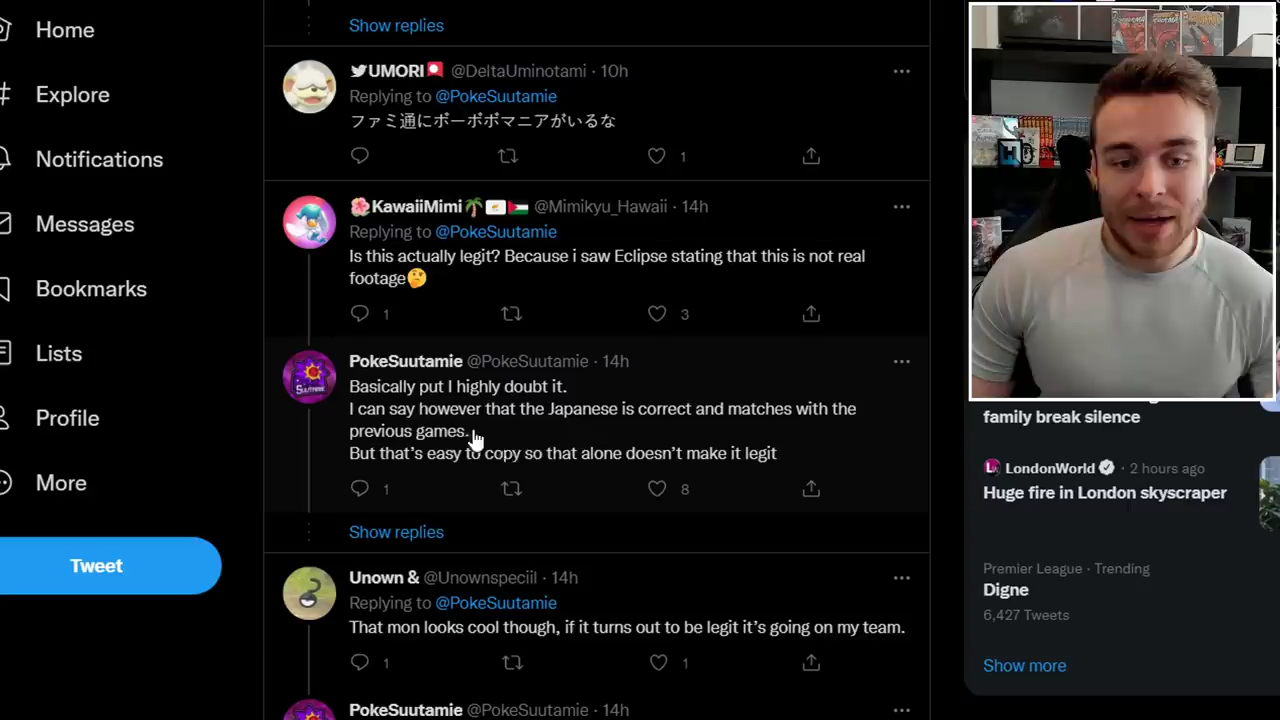 Home
Explore
Notifications
Messages
Bookmarks
Lists
Profile
More
Tweet
Show replies
UMORI @DeltaUminotami · 10h
Replying to @PokeSuutamie
ファミ通にボーボボマニアがいるな
1
KawaiiMimi @Mimikyu_Hawaii · 14h
Replying to @PokeSuutamie
Is this actually legit? Because i saw Eclipse stating that this is not real
footage🤔
1 3
PokeSuutamie @PokeSuutamie · 14h
Basically put I highly doubt it.
I can say however that the Japanese is correct and matches with the
previous games.
But that's easy to copy so that alone doesn't make it legit
1 8
Show replies
Unown & @Unownspeciil · 14h
Replying to @PokeSuutamie
That mon looks cool though, if it turns out to be legit it's going on my team.
1 1
PokeSuutamie @PokeSuutamie · 14h
family break silence
LondonWorld · 2 hours ago
Huge fire in London skyscraper
Premier League · Trending
Digne
6,427 Tweets
Show more